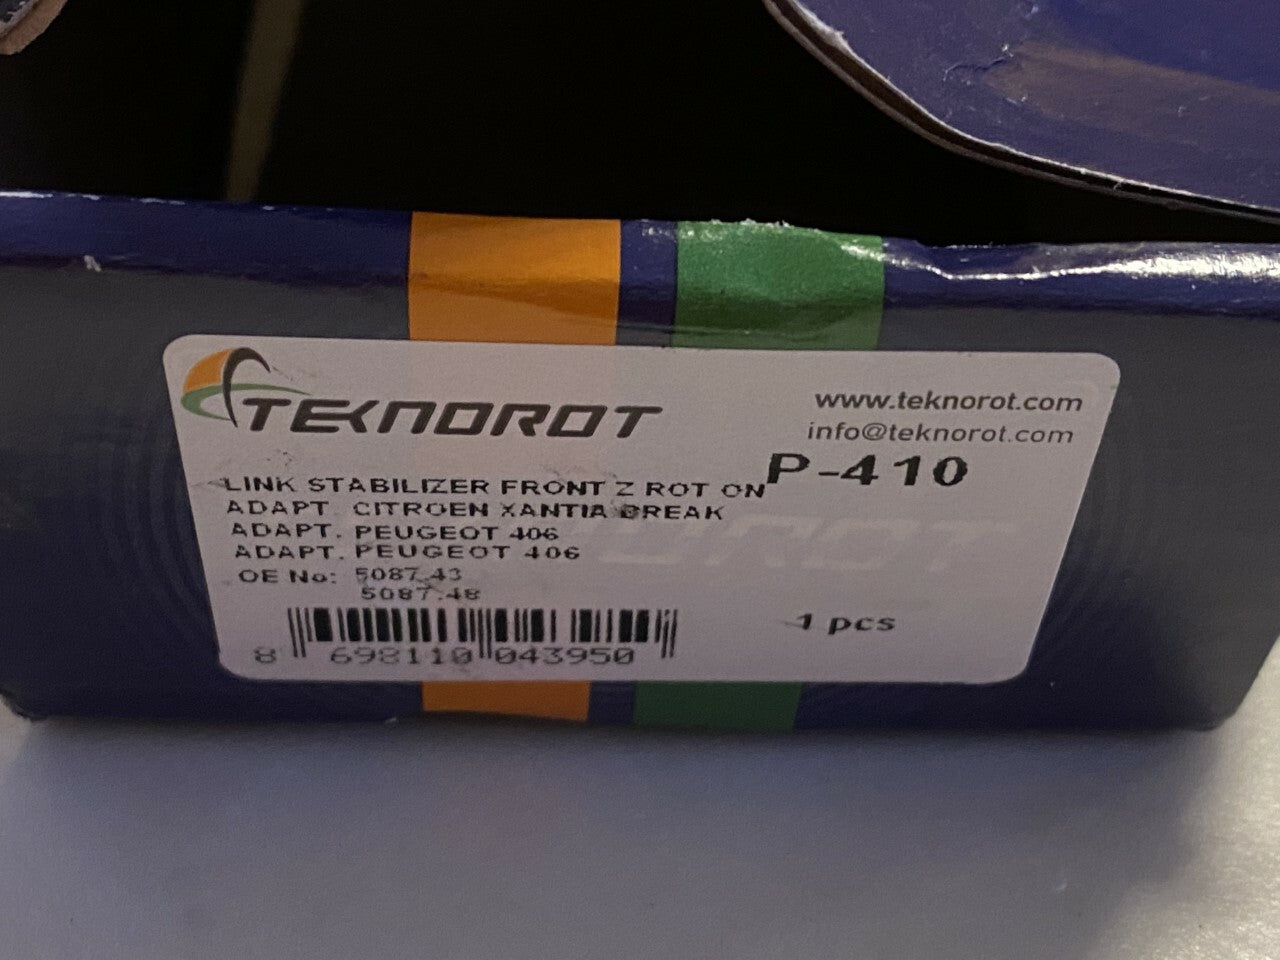 TEKNOROT
www.teknorot.com
info@teknorot.com
P-410
LINK STABILIZER FRONT Z ROT ON
ADAPT. CITROEN XANTIA BREAK
ADAPT. PEUGEOT 406
ADAPT. PEUGEOT 406
OE No: 5087.43
5087.48
1 pcs
8 698110 043950